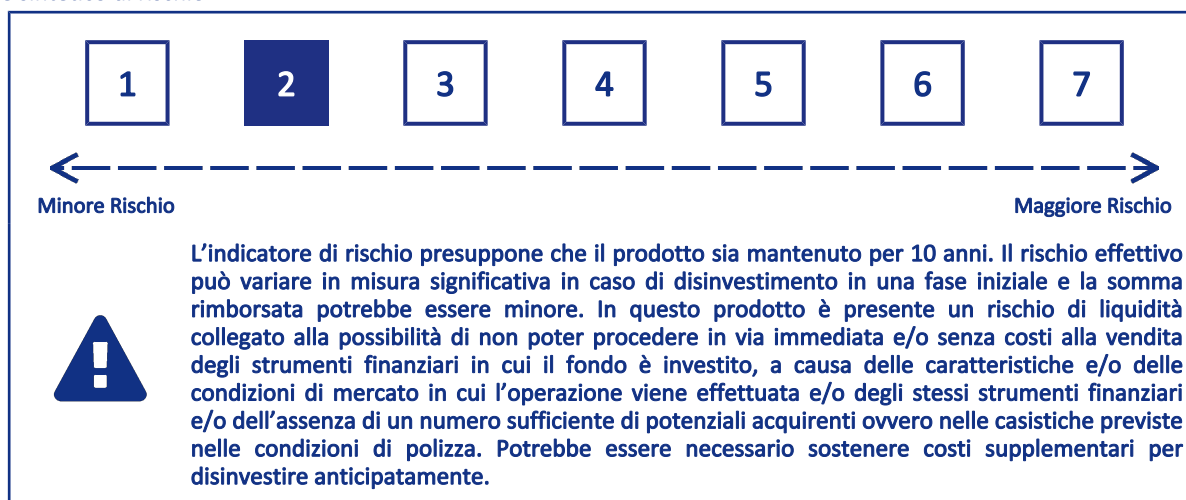 1 2 3 4 5 6 7
Minore Rischio Maggiore Rischio
L’indicatore di rischio presuppone che il prodotto sia mantenuto per 10 anni. Il rischio effettivo
può variare in misura significativa in caso di disinvestimento in una fase iniziale e la somma
rimborsata potrebbe essere minore. In questo prodotto è presente un rischio di liquidità
collegato alla possibilità di non poter procedere in via immediata e/o senza costi alla vendita
degli strumenti finanziari in cui il fondo è investito, a causa delle caratteristiche e/o delle
condizioni di mercato in cui l’operazione viene effettuata e/o degli stessi strumenti finanziari
e/o dell’assenza di un numero sufficiente di potenziali acquirenti ovvero nelle casistiche previste
nelle condizioni di polizza. Potrebbe essere necessario sostenere costi supplementari per
disinvestire anticipatamente.